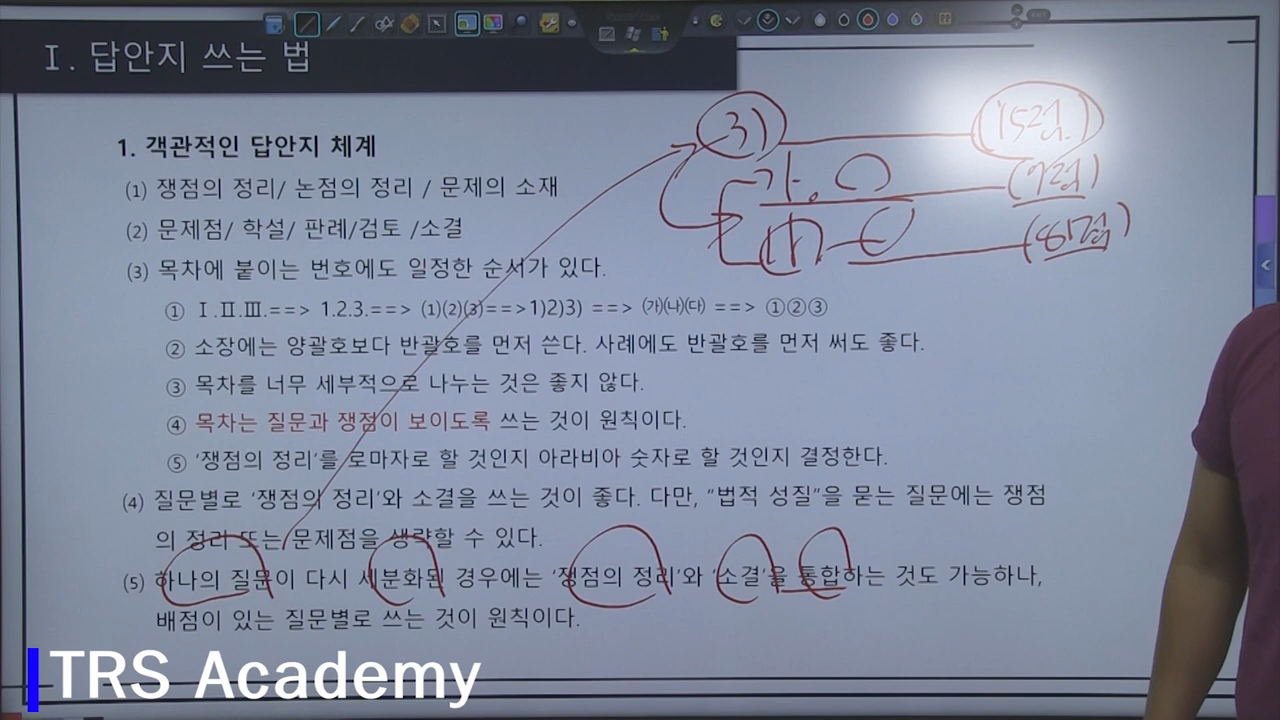 Ⅰ. 답안지 쓰는 법
1. 객관적인 답안지 체계
(1) 쟁점의 정리/ 논점의 정리 / 문제의 소재
(2) 문제점/ 학설/ 판례/검토 /소결
(3) 목차에 붙이는 번호에도 일정한 순서가 있다.
① Ⅰ.Ⅱ.Ⅲ.==> 1.2.3.==> (1)(2)(3)==>1)2)3) ==> ㈎㈏㈐ ==> ①②③
② 소장에는 양괄호보다 반괄호를 먼저 쓴다. 사례에도 반괄호를 먼저 써도 좋다.
③ 목차를 너무 세부적으로 나누는 것은 좋지 않다.
④ 목차는 질문과 쟁점이 보이도록 쓰는 것이 원칙이다.
⑤ ‘쟁점의 정리’를 로마자로 할 것인지 아라비아 숫자로 할 것인지 결정한다.
(4) 질문별로 ‘쟁점의 정리’와 소결을 쓰는 것이 좋다. 다만, “법적 성질”을 묻는 질문에는 쟁점
의 정리 또는 문제점을 생략할 수 있다.
(5) 하나의 질문이 다시 세분화된 경우에는 ‘쟁점의 정리’와 ‘소결’을 통합하는 것도 가능하나,
배점이 있는 질문별로 쓰는 것이 원칙이다.
3) (15점)
가. (7점)
나 (8점)
TRS Academy